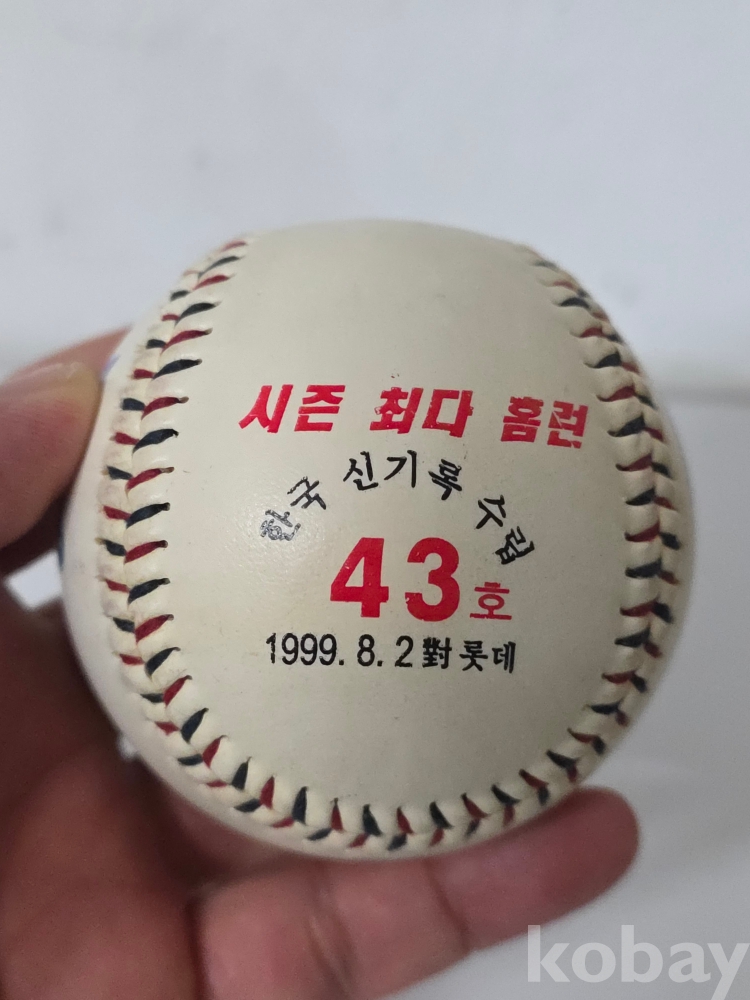 시즌 최다 홈런
한국 신기록 수립
43호
1999. 8. 2 對 롯데
kobay